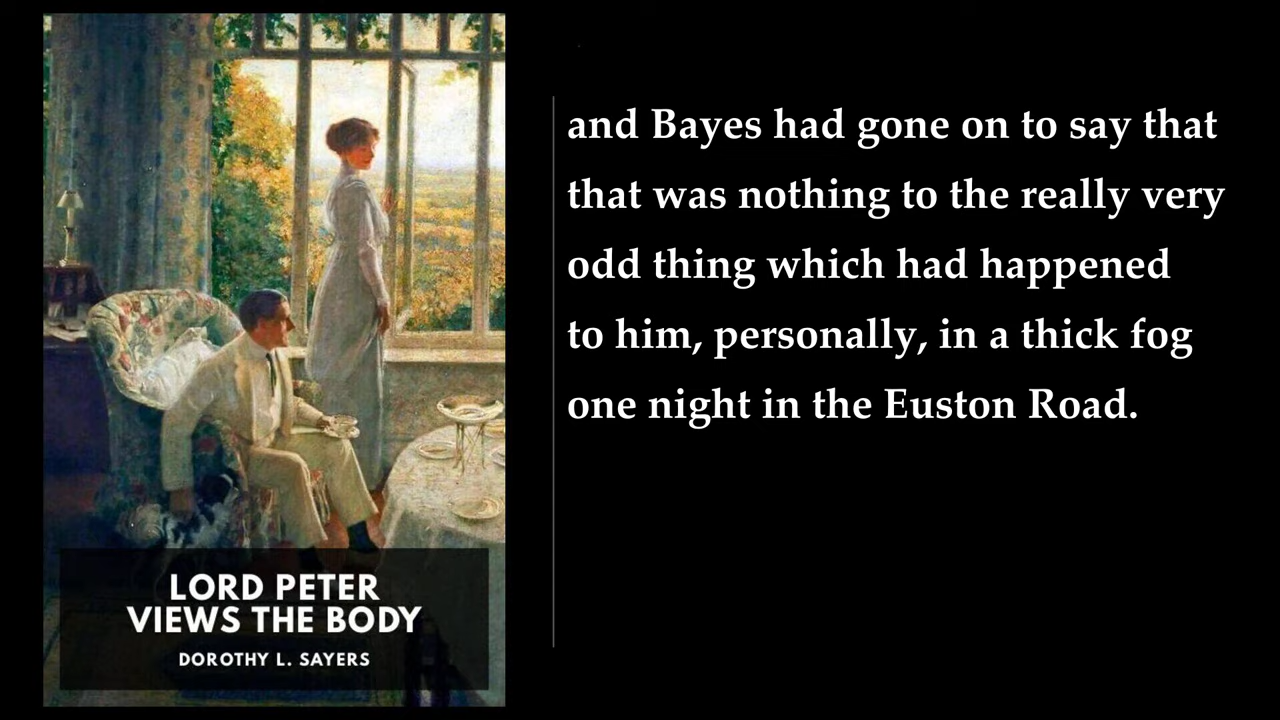 LORD PETER
VIEWS THE BODY
DOROTHY L. SAYERS
and Bayes had gone on to say that
that was nothing to the really very
odd thing which had happened
to him, personally, in a thick fog
one night in the Euston Road.